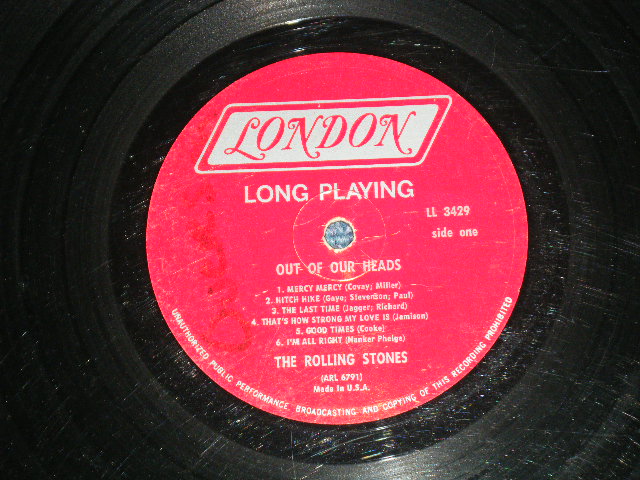 LONDON
LONG PLAYING
LL 3429
side one
OUT OF OUR HEADS
1. MERCY MERCY (Covay; Miller)
2. HITCH HIKE (Gaye; Stevenson; Paul)
3. THE LAST TIME (Jagger; Richard)
4. THAT'S HOW STRONG MY LOVE IS (Jamison)
5. GOOD TIMES (Cooke)
6. I'M ALL RIGHT (Nanker Phelge)
THE ROLLING STONES
(ARL 6791)
Made in U.S.A.
UNAUTHORIZED PUBLIC PERFORMANCE BROADCASTING AND COPYING OF THIS RECORDING PROHIBITED